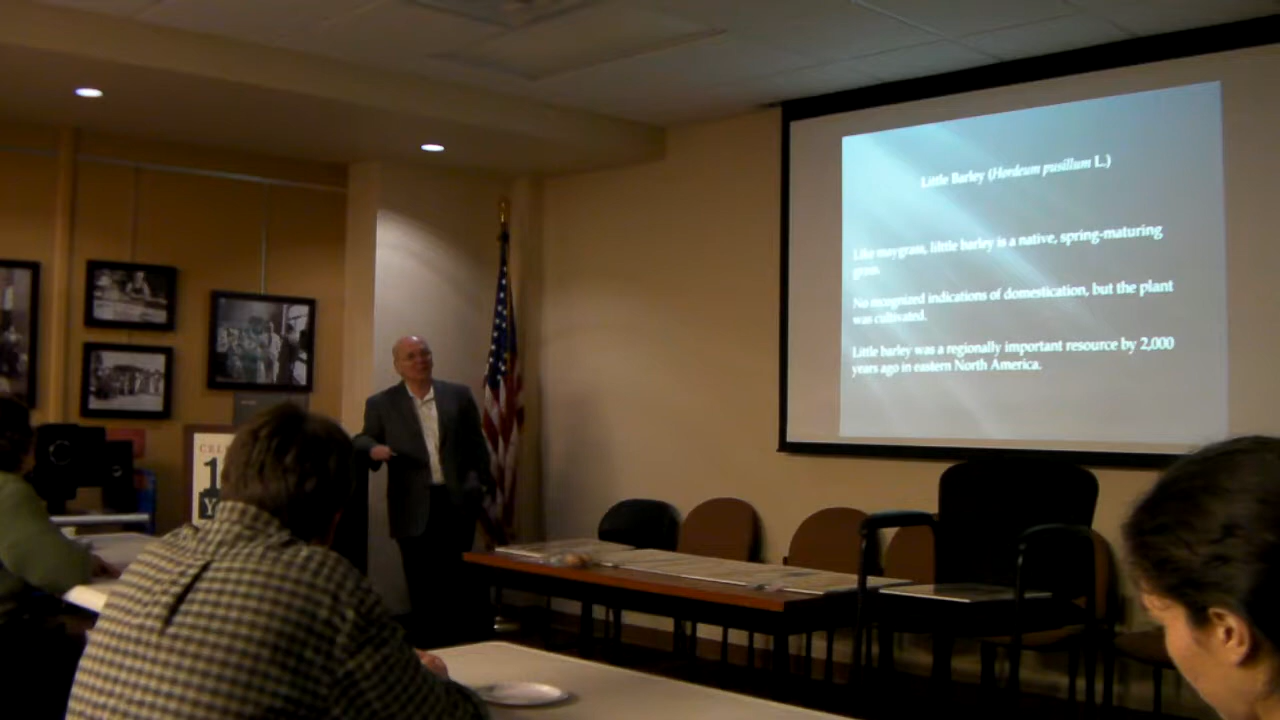 Little Barley (Hordeum pusillum L.)
Like maygrass, little barley is a native, spring-maturing
grass.
No recognized indications of domestication, but the plant
was cultivated.
Little barley was a regionally important resource by 2,000
years ago in eastern North America.